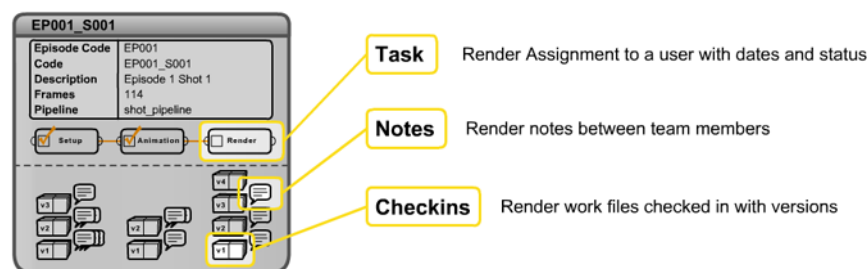 EP001_S001
Episode Code EP001
Code EP001_S001
Description Episode 1 Shot 1
Frames 114
Pipeline shot_pipeline
Setup Animation Render
v3
v2
v1
v2
v1
v4
v3
v2
v1
Task Render Assignment to a user with dates and status
Notes Render notes between team members
Checkins Render work files checked in with versions